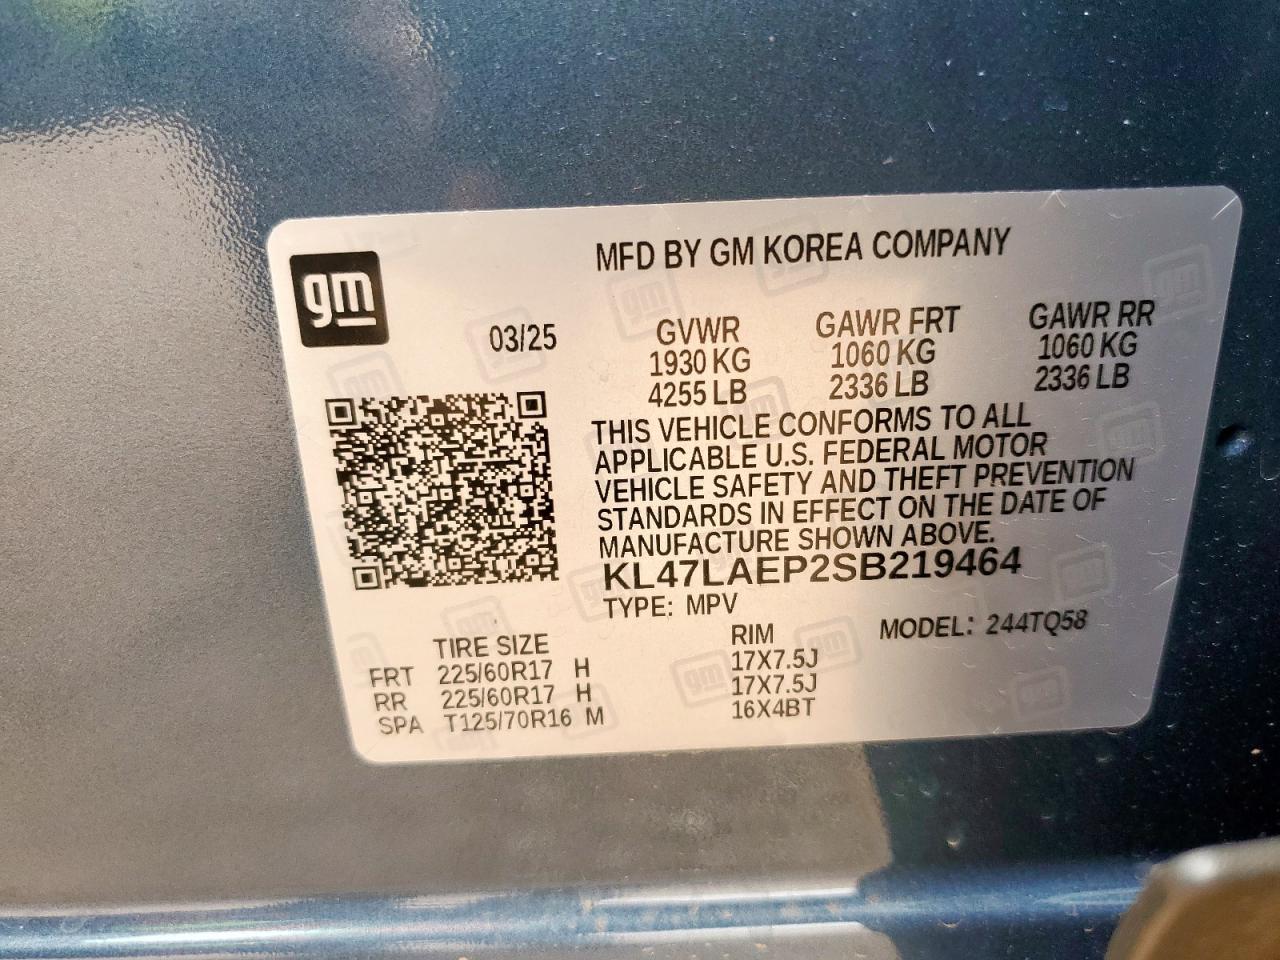 gm
MFD BY GM KOREA COMPANY
03/25
GVWR GAWR FRT GAWR RR
1930 KG 1060 KG 1060 KG
4255 LB 2336 LB 2336 LB
THIS VEHICLE CONFORMS TO ALL
APPLICABLE U.S. FEDERAL MOTOR
VEHICLE SAFETY AND THEFT PREVENTION
STANDARDS IN EFFECT ON THE DATE OF
MANUFACTURE SHOWN ABOVE.
KL47LAEP2SB219464
TYPE: MPV
MODEL: 244TQ58
TIRE SIZE RIM
FRT 225/60R17 H 17X7.5J
RR 225/60R17 H 17X7.5J
SPA T125/70R16 M 16X4BT